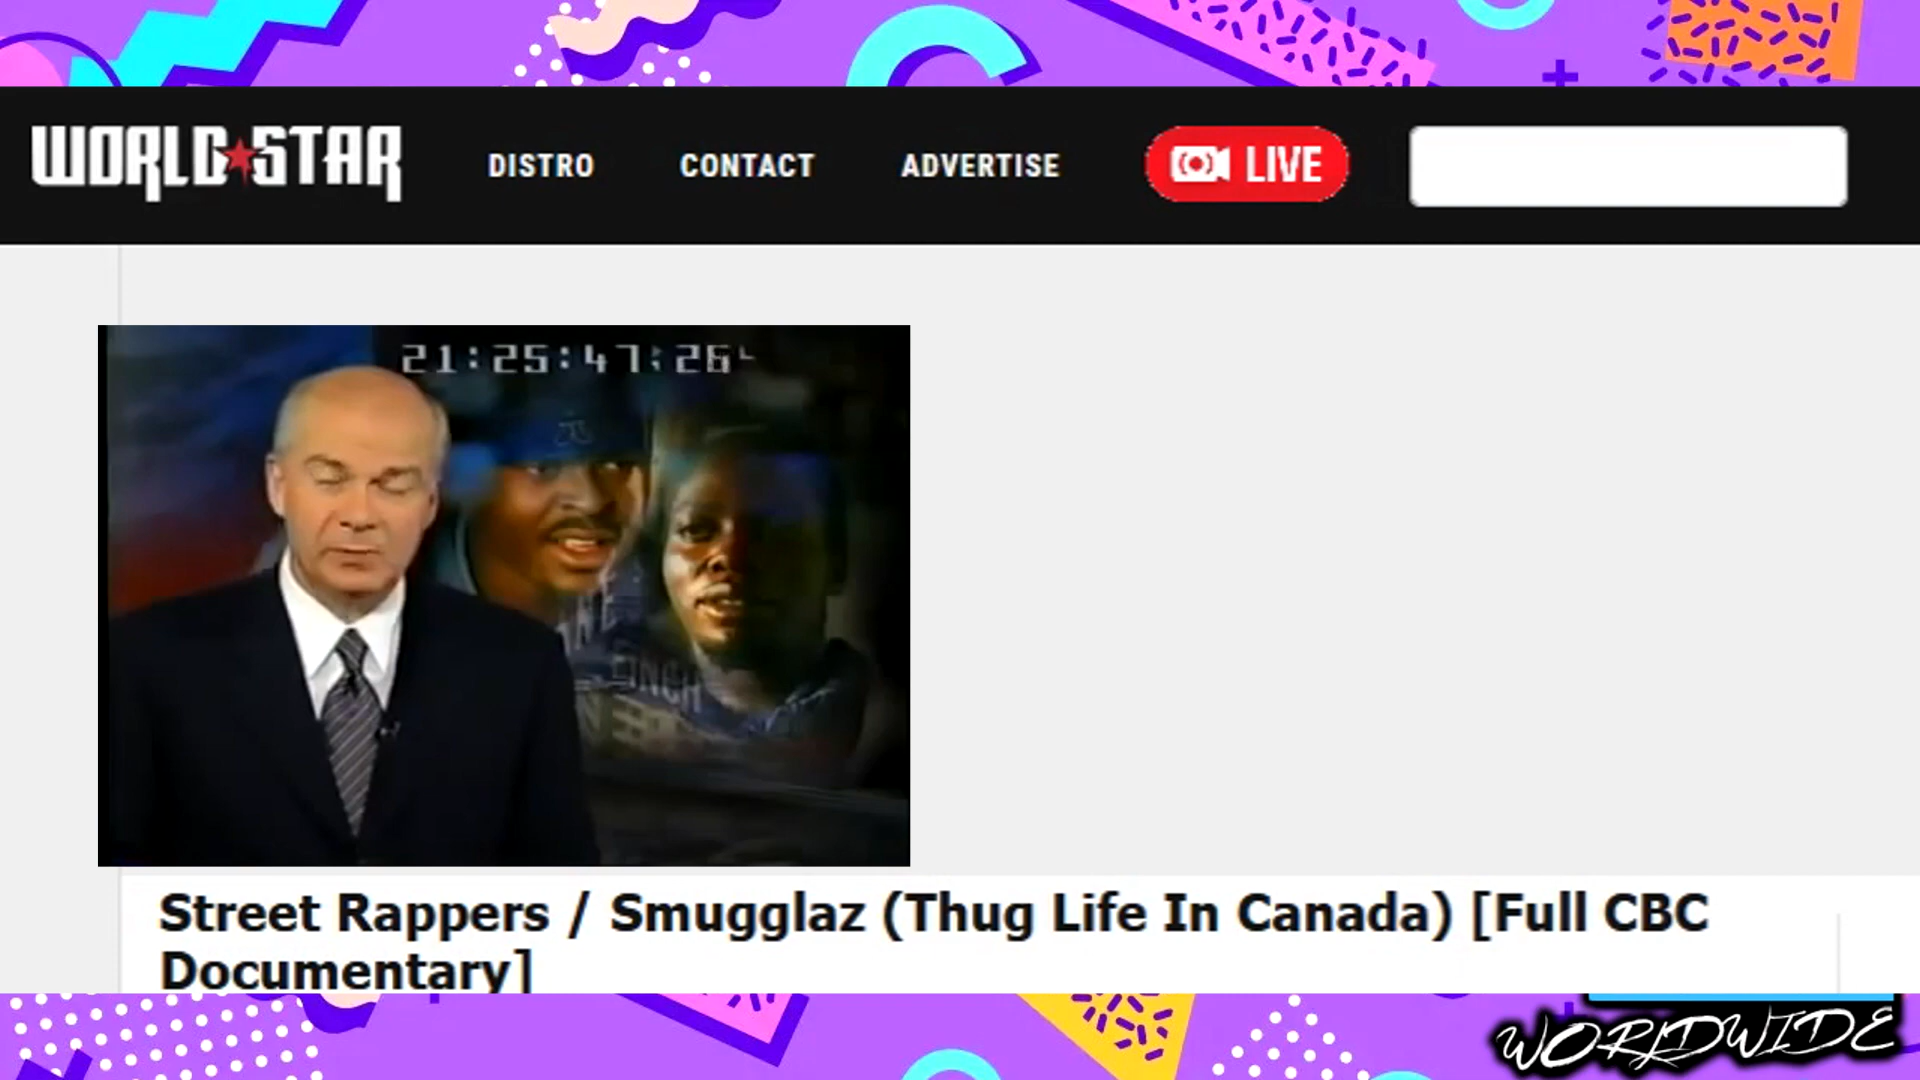 WORLD STAR
DISTRO
CONTACT
ADVERTISE
LIVE
21:25:47:26
FINCH
Street Rappers / Smugglaz (Thug Life In Canada) [Full CBC
Documentary]
WORLDWIDE